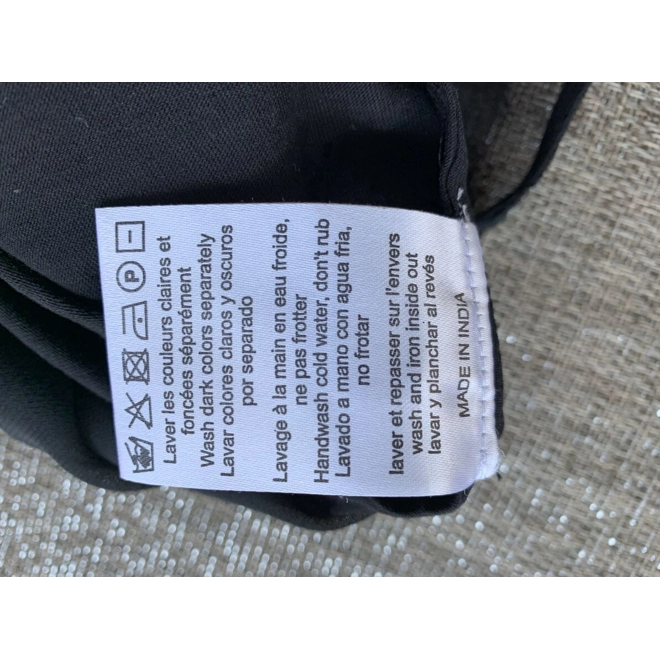 P
Laver les couleurs claires et
foncées séparément
Wash dark colors separately
Lavar colores claros y oscuros
por separado
Lavage à la main en eau froide,
ne pas frotter
Handwash cold water, don't rub
Lavado a mano con agua fria,
no frotar
laver et repasser sur l'envers
wash and iron inside out
lavar y planchar al revés
MADE IN INDIA